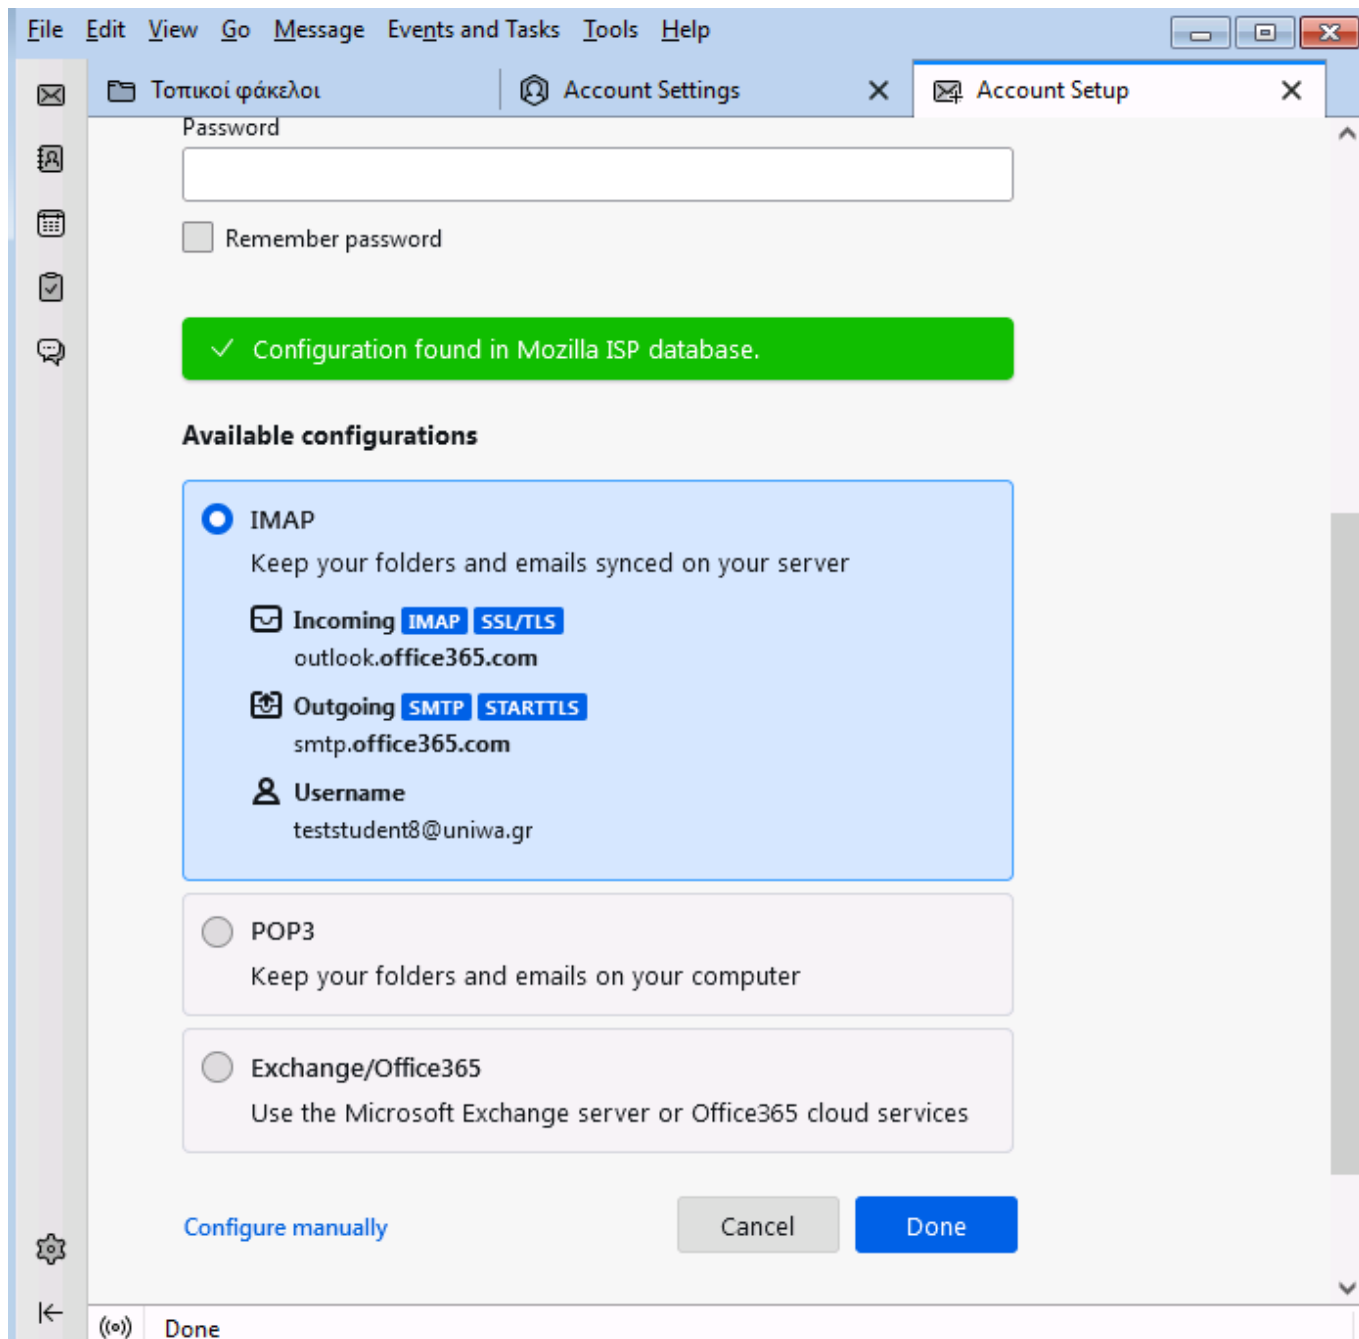 File Edit View Go Message Events and Tasks Tools Help
Τοπικοί φάκελοι Account Settings Account Setup
Password
Remember password
Configuration found in Mozilla ISP database.
Available configurations
IMAP
Keep your folders and emails synced on your server
Incoming IMAP SSL/TLS
outlook.office365.com
Outgoing SMTP STARTTLS
smtp.office365.com
Username
teststudent8@uniwa.gr
POP3
Keep your folders and emails on your computer
Exchange/Office365
Use the Microsoft Exchange server or Office365 cloud services
Configure manually Cancel Done
Done